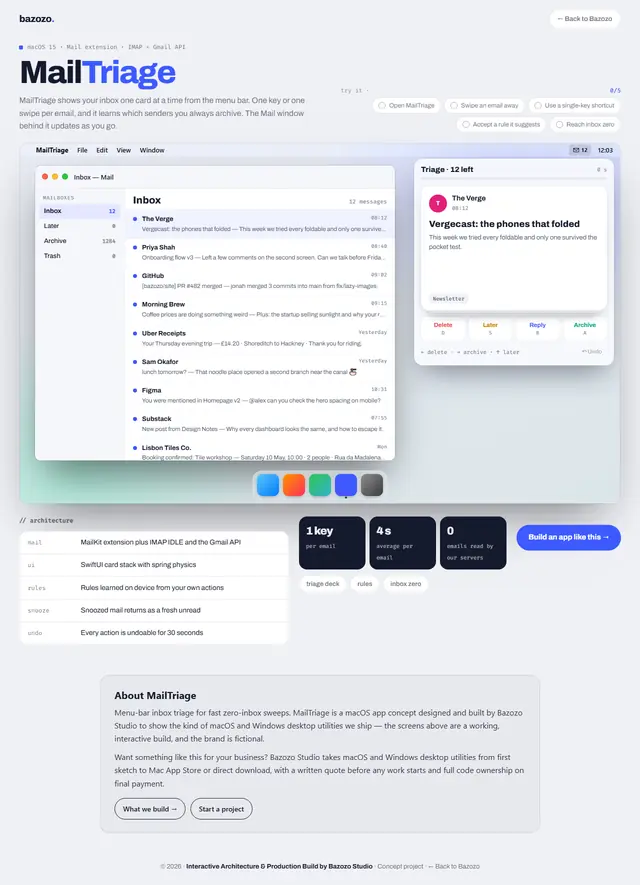 bazozo.
← Back to Bazozo
macOS 15 · Mail extension · IMAP + Gmail API
MailTriage
MailTriage shows your inbox one card at a time from the menu bar. One key or one
swipe per email, and it learns which senders you always archive. The Mail window
behind it updates as you go.
try it ·
0/5
Open MailTriage
Swipe an email away
Use a single-key shortcut
Accept a rule it suggests
Reach inbox zero
MailTriage File Edit View Window
12 12:03
Inbox — Mail
MAILBOXES
Inbox 12
Later 0
Archive 1284
Trash 0
Inbox 12 messages
The Verge 08:12
Vergecast: the phones that folded — This week we tried every foldable and only one survive…
Priya Shah 08:40
Onboarding flow v3 — Left a few comments on the second screen. Can we talk before Frida…
GitHub 09:02
[bazozo/site] PR #482 merged — jonah merged 3 commits into main from fix/lazy-images.
Morning Brew 09:15
Coffee prices are doing something weird — Plus: the startup selling sunlight and why your r…
Uber Receipts Yesterday
Your Thursday evening trip — £14.20 · Shoreditch to Hackney · Thank you for riding.
Sam Okafor Yesterday
lunch tomorrow? — That noodle place opened a second branch near the canal
Figma 10:31
You were mentioned in Homepage v2 — @alex can you check the hero spacing on mobile?
Substack 07:55
New post from Design Notes — Why every dashboard looks the same, and how to escape it.
Lisbon Tiles Co. Mon
Booking confirmed: Tile workshop — Saturday 10 May, 10:00 · 2 people · Rua da Madalena.
Triage · 12 left 0 s
T
The Verge
08:12
Vergecast: the phones that folded
This week we tried every foldable and only one survived the
pocket test.
Newsletter
Delete
D
Later
S
Reply
R
Archive
A
← delete · → archive · ↑ later
Undo
// architecture
Mail MailKit extension plus IMAP IDLE and the Gmail API
ui SwiftUI card stack with spring physics
rules Rules learned on device from your own actions
snooze Snoozed mail returns as a fresh unread
undo Every action is undoable for 30 seconds
1 key
per email
4 s
average per
email
0
emails read by
our servers
Build an app like this →
triage deck
rules
inbox zero
About MailTriage
Menu-bar inbox triage for fast zero-inbox sweeps. MailTriage is a macOS app concept designed and built by Bazozo
Studio to show the kind of macOS and Windows desktop utilities we ship — the screens above are a working,
interactive build, and the brand is fictional.
Want something like this for your business? Bazozo Studio takes macOS and Windows desktop utilities from first
sketch to Mac App Store or direct download, with a written quote before any work starts and full code ownership on
final payment.
What we build →
Start a project
© 2026 · Interactive Architecture & Production Build by Bazozo Studio · Concept project · ← Back to Bazozo